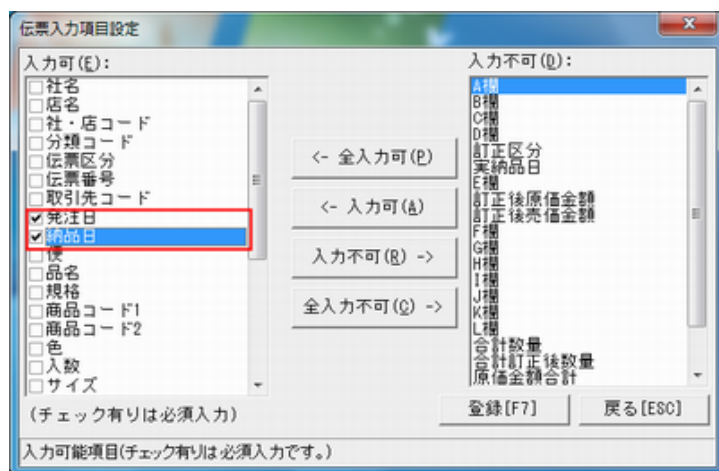 伝票入力項目設定
入力可(E):
社名
店名
社・店コード
分類コード
伝票区分
伝票番号
取引先コード
発注日
納品日
便
品名
規格
商品コード1
商品コード2
色
入数
サイズ
(チェック有りは必須入力)
<- 全入力可(P)
<- 入力可(A)
入力不可(R) ->
全入力不可(C) ->
入力不可(D):
A欄
B欄
C欄
D欄
訂正区分
実納品日
E欄
訂正後原価金額
訂正後売価金額
F欄
G欄
H欄
I欄
J欄
K欄
L欄
合計数量
合計訂正後数量
原価金額合計
登録[F7]
戻る[ESC]
入力可能項目(チェック有りは必須入力です。)